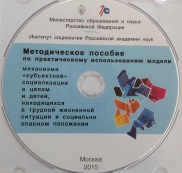 Министерство образования и науки
Российской Федерации
Институт социологии Российской академии наук
Методическое пособие
по практическому использованию модели
механизма
«субъектной»
социализации
в целом
и детей,
находящихся
в трудной жизненной
ситуации и социально
опасном положении
Москва
2015